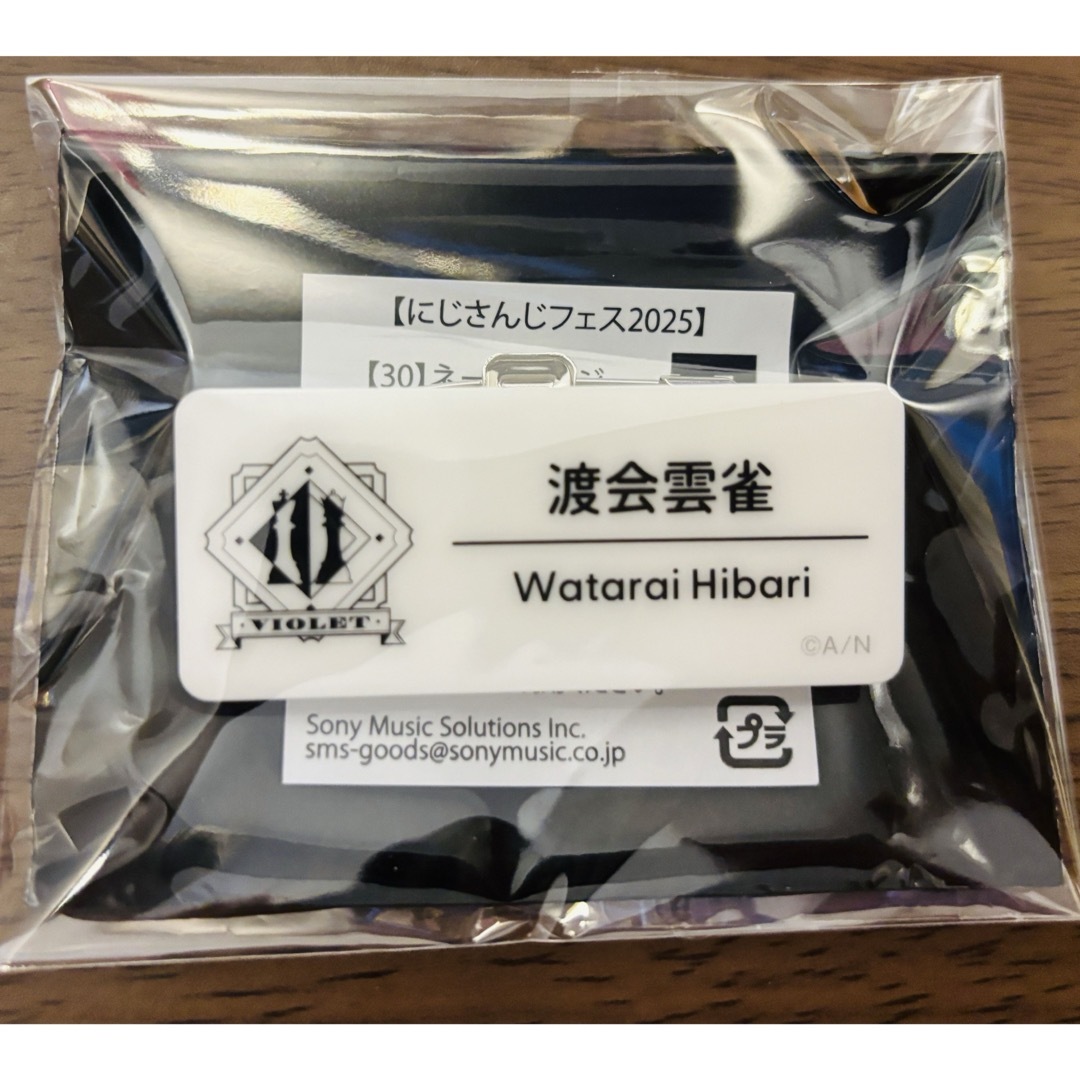 【にじさんじフェス2025】
【30】ネー
渡会雲雀
Watarai Hibari
VIOLET
©A/N
Sony Music Solutions Inc.
sms-goods@sonymusic.co.jp
プラ